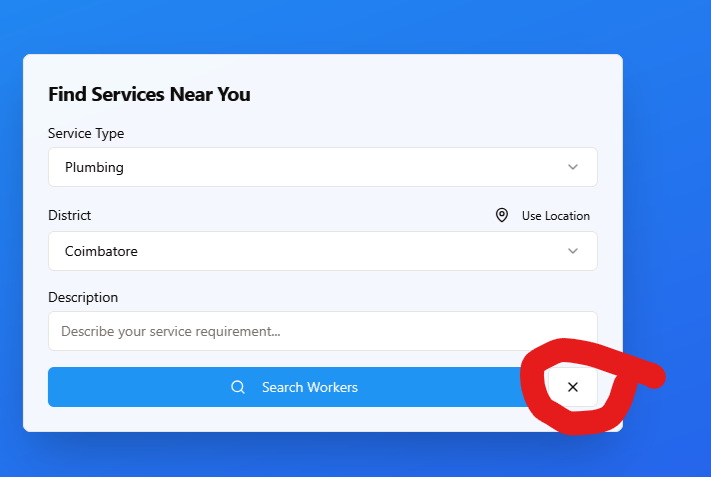 Find Services Near You
Service Type
Plumbing
District
Use Location
Coimbatore
Description
Describe your service requirement...
Search Workers